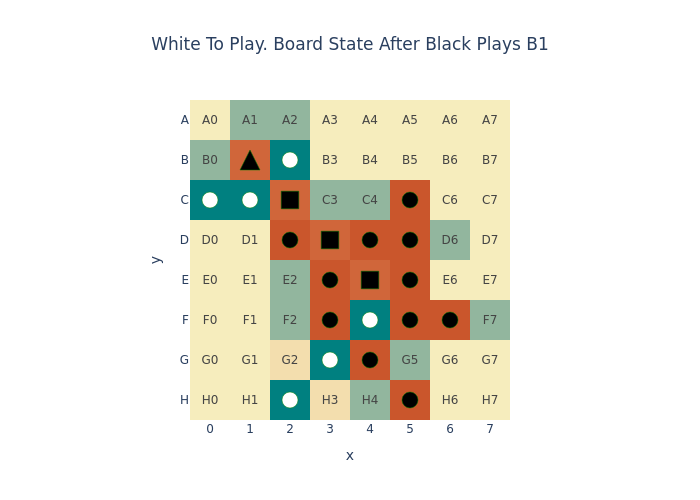 White To Play. Board State After Black Plays B1
A A0 A1 A2 A3 A4 A5 A6 A7
B B0 B3 B4 B5 B6 B7
C C3 C4 C6 C7
D D0 D1 D6 D7
E E0 E1 E2 E6 E7
F F0 F1 F2 F7
G G0 G1 G2 G5 G6 G7
H H0 H1 H3 H4 H6 H7
0 1 2 3 4 5 6 7
x
y